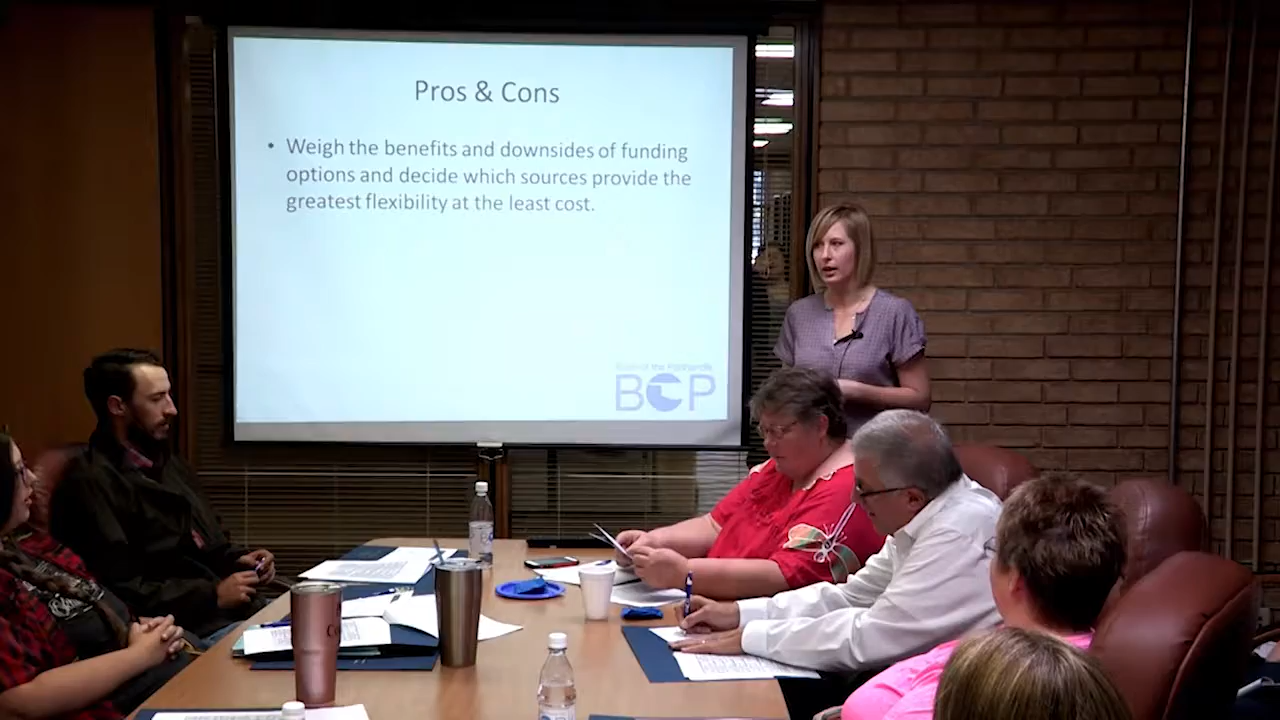 Pros & Cons
• Weigh the benefits and downsides of funding
options and decide which sources provide the
greatest flexibility at the least cost.
BCP